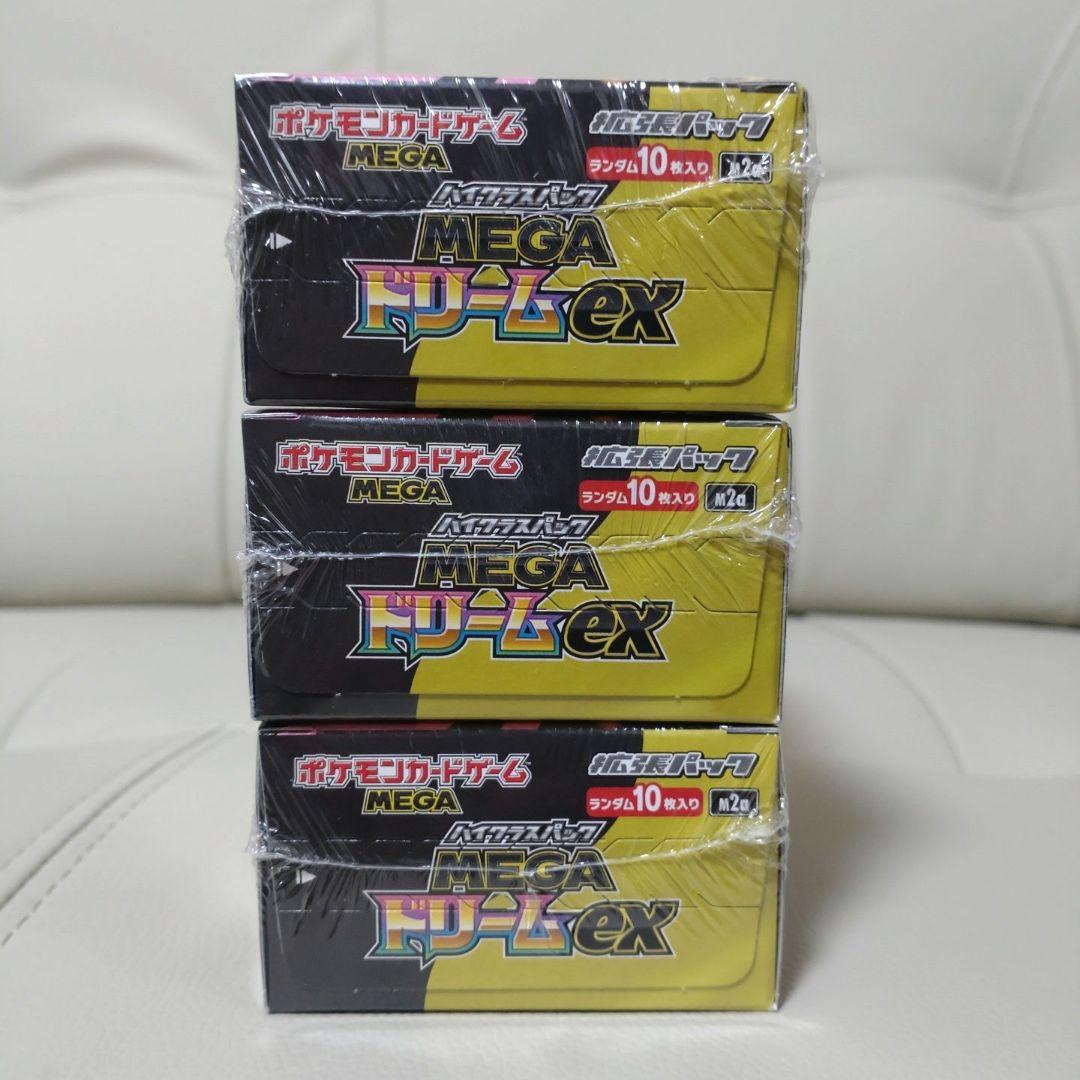 ポケモンカードゲーム
MEGA
拡張パック
ランダム10枚入り M2a
ハイクラスパック
MEGA
ドリームex
ポケモンカードゲーム
MEGA
拡張パック
ランダム10枚入り M2a
ハイクラスパック
MEGA
ドリームex
ポケモンカードゲーム
MEGA
拡張パック
ランダム10枚入り M2a
ハイクラスパック
MEGA
ドリームex